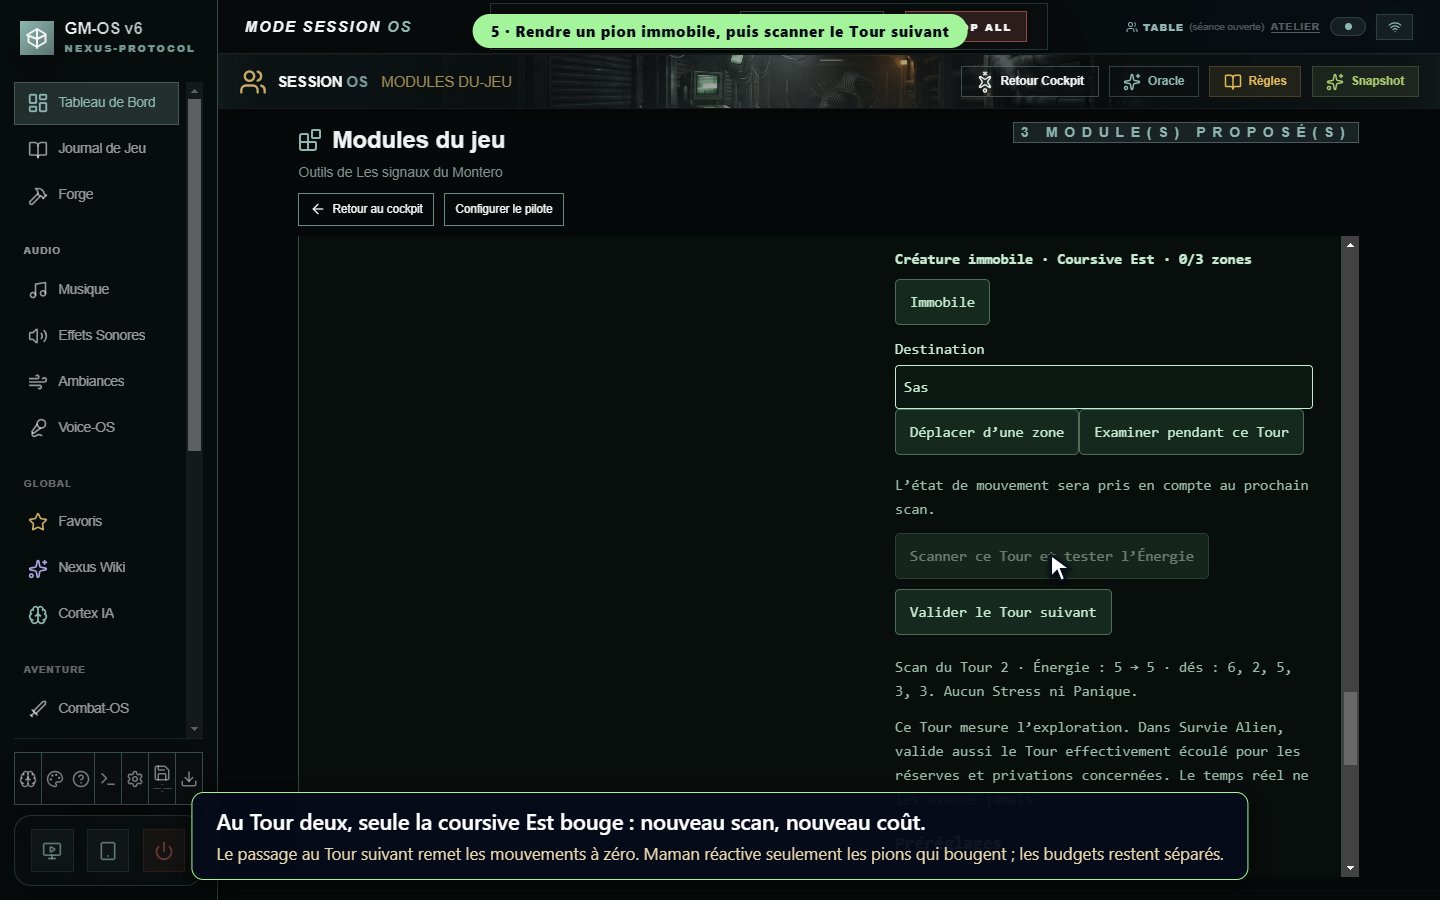 GM-OS v6
NEXUS-PROTOCOL
MODE SESSION OS
5 · Rendre un pion immobile, puis scanner le Tour suivant
P ALL
TABLE (séance ouverte) ATELIER
SESSION OS MODULES DU-JEU
Retour Cockpit
Oracle
Règles
Snapshot
Tableau de Bord
Journal de Jeu
Forge
AUDIO
Musique
Effets Sonores
Ambiances
Voice-OS
GLOBAL
Favoris
Nexus Wiki
Cortex IA
AVENTURE
Combat-OS
Modules du jeu
3 MODULE(S) PROPOSÉ(S)
Outils de Les signaux du Montero
Retour au cockpit
Configurer le pilote
Créature immobile · Coursive Est · 0/3 zones
Immobile
Destination
Sas
Déplacer d’une zone
Examiner pendant ce Tour
L’état de mouvement sera pris en compte au prochain
scan.
Scanner ce Tour et tester l’Énergie
Valider le Tour suivant
Scan du Tour 2 · Énergie : 5 → 5 · dés : 6, 2, 5,
3, 3. Aucun Stress ni Panique.
Ce Tour mesure l’exploration. Dans Survie Alien,
valide aussi le Tour effectivement écoulé pour les
réserves et privations concernées. Le temps réel ne
les avance jamais.
Préréglages
Au Tour deux, seule la coursive Est bouge : nouveau scan, nouveau coût.
Le passage au Tour suivant remet les mouvements à zéro. Maman réactive seulement les pions qui bougent ; les budgets restent séparés.